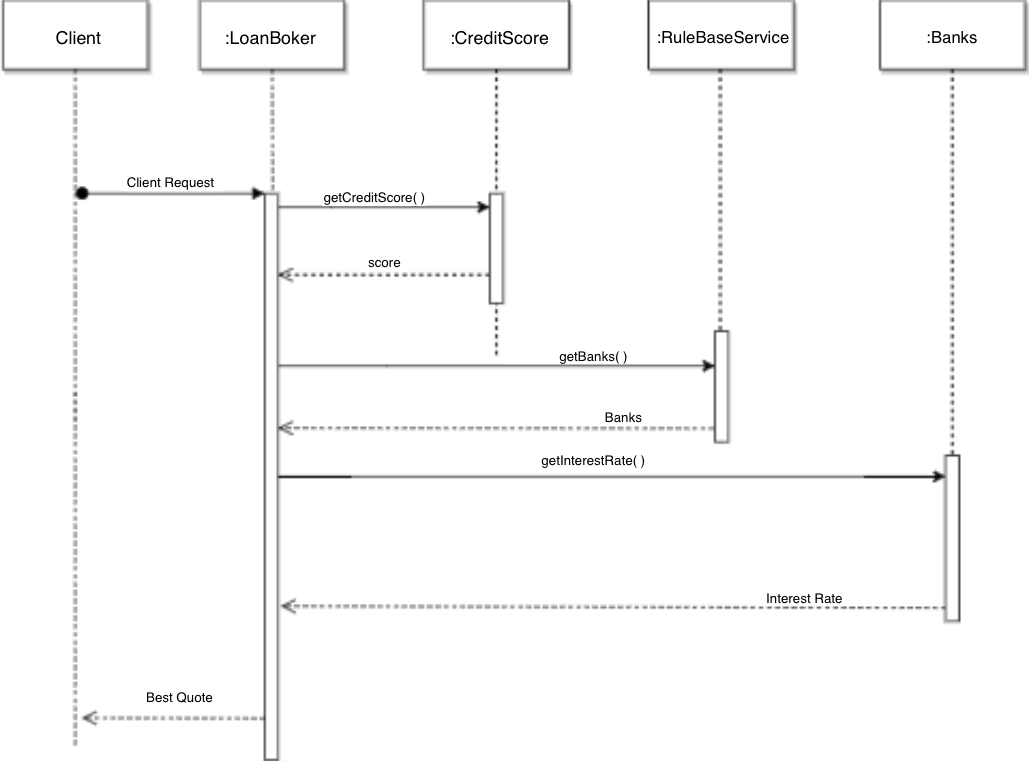 Client
:LoanBoker
:CreditScore
:RuleBaseService
:Banks
Client Request
getCreditScore( )
score
getBanks( )
Banks
getInterestRate( )
Interest Rate
Best Quote